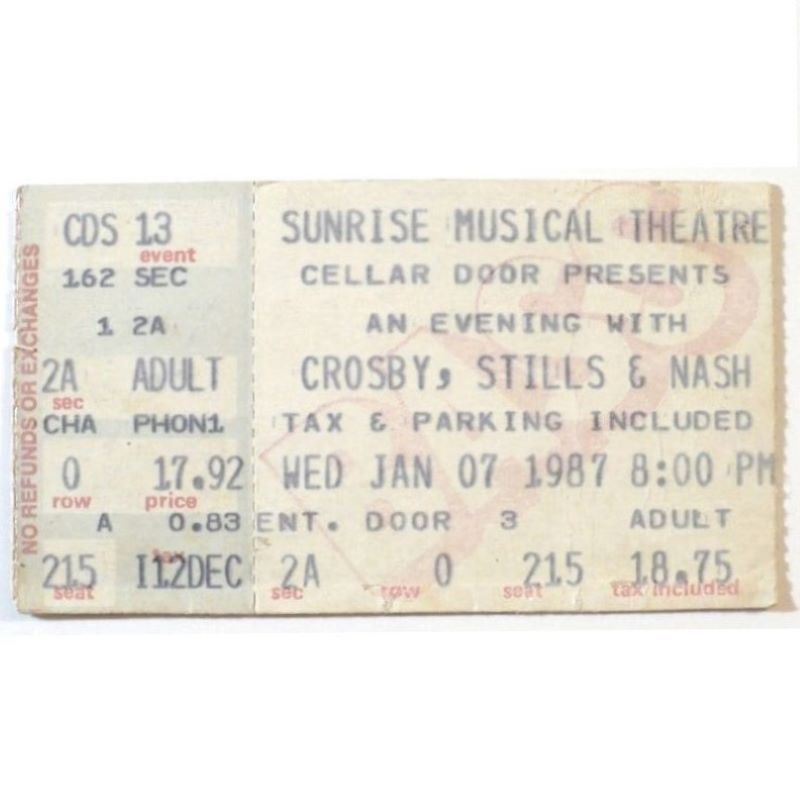 NO REFUNDS OR EXCHANGES
CDS 13
event
162 SEC
1 2A
2A ADULT
sec
CHA PHON1
0 17.92
row price
A 0.83
tax
215 112DEC
seat
SUNRISE MUSICAL THEATRE
CELLAR DOOR PRESENTS
AN EVENING WITH
CROSBY, STILLS & NASH
TAX & PARKING INCLUDED
WED JAN 07 1987 8:00 PM
ENT. DOOR 3 ADULT
2A 0 215 18.75
sec row seat tax included